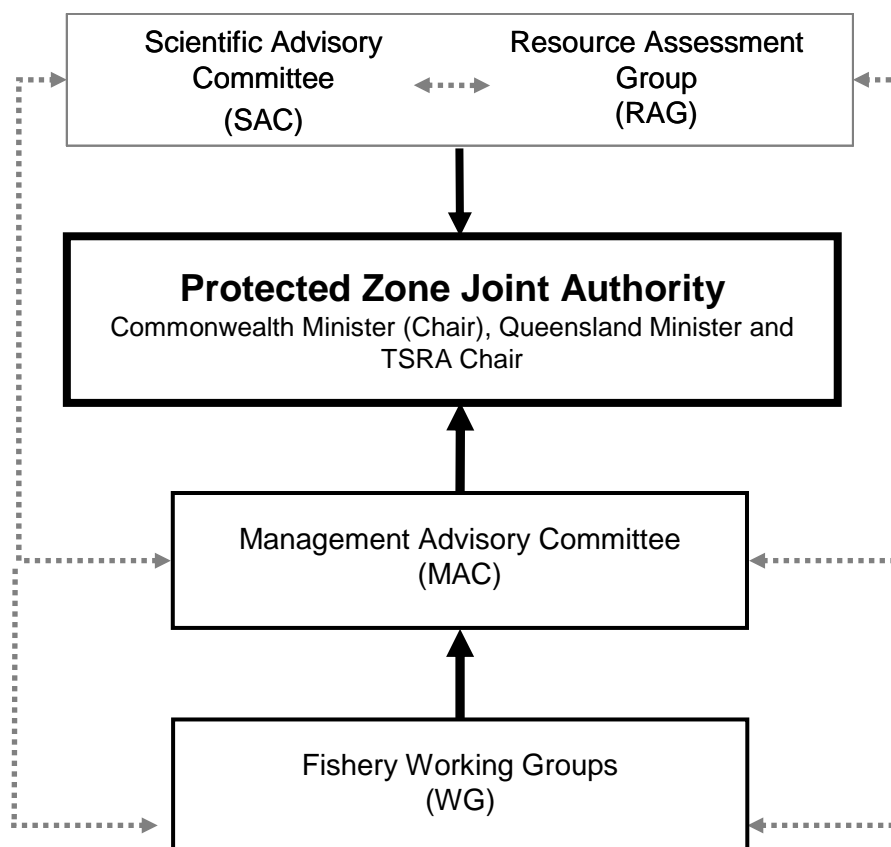 Scientific Advisory
Committee
(SAC)
Resource Assessment
Group
(RAG)
Protected Zone Joint Authority
Commonwealth Minister (Chair), Queensland Minister and
TSRA Chair
Management Advisory Committee
(MAC)
Fishery Working Groups
(WG)